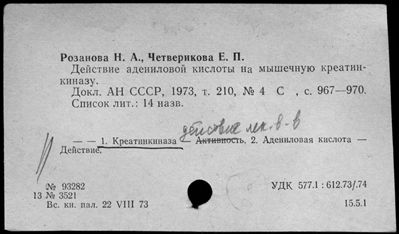 Розанова Н. А., Четверикова Е. П.
Действие адениловой кислоты на мышечную креатин-
киназу.
Докл. АН СССР, 1973, т. 210, № 4 С , с. 967—970.
Список лит.: 14 назв.
действие лек. в-в
— — 1. Креатинкиназа — Активность, 2. Адениловая кислота —
Действие.
№ 93282
13 № 3521
Вс. кн. пал. 22 VIII 73
УДК 577.1 : 612.73/.74
15.5.1